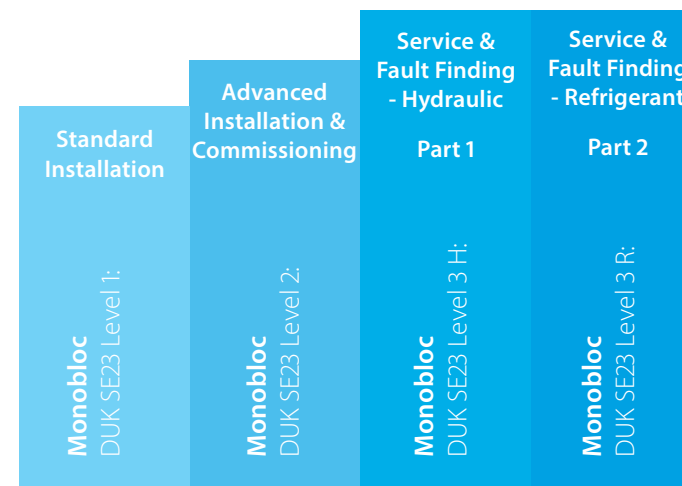 Standard
Installation
Monobloc
DUK SE23 Level 1:
Advanced
Installation &
Commissioning
Monobloc
DUK SE23 Level 2:
Service &
Fault Finding
- Hydraulic
Part 1
Monobloc
DUK SE23 Level 3 H:
Service &
Fault Finding
- Refrigerant
Part 2
Monobloc
DUK SE23 Level 3 R: